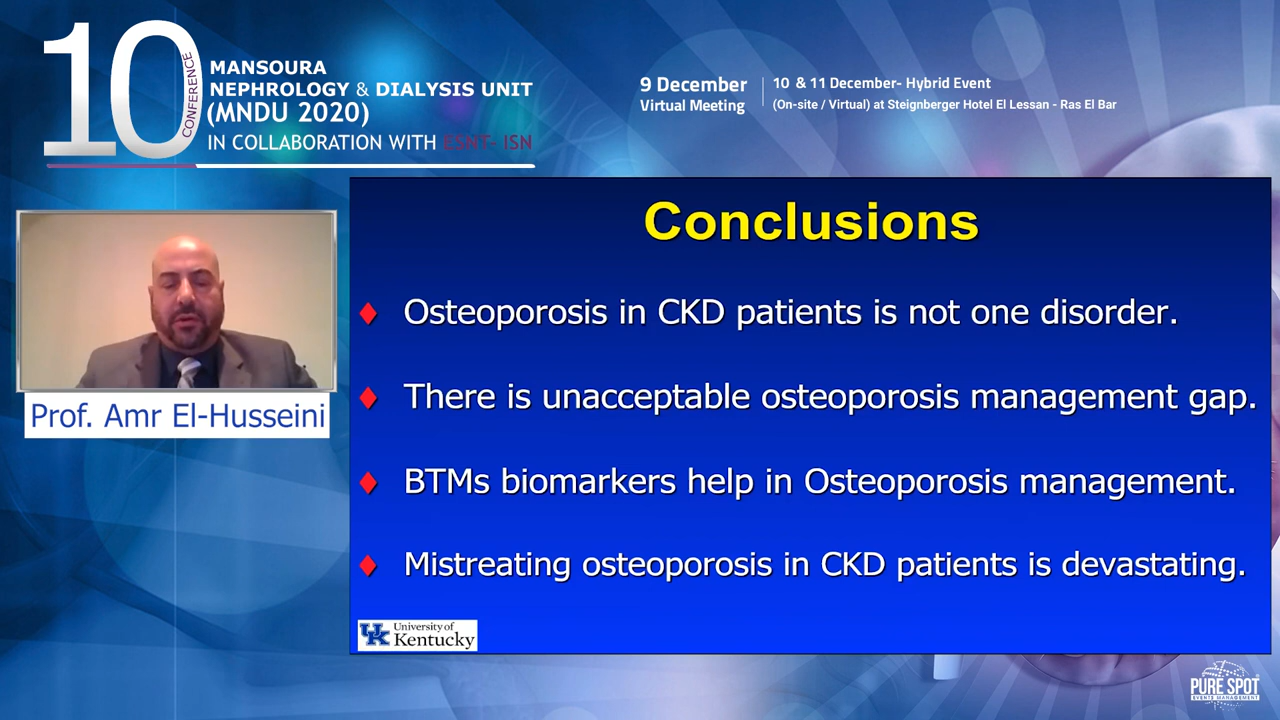 10
CONFERENCE
MANSOURA
NEPHROLOGY & DIALYSIS UNIT
(MNDU 2020)
IN COLLABORATION WITH ESNT- ISN
9 December
Virtual Meeting
10 & 11 December- Hybrid Event
(On-site / Virtual) at Steignberger Hotel El Lessan - Ras El Bar
Prof. Amr El-Husseini
Conclusions
Osteoporosis in CKD patients is not one disorder.
There is unacceptable osteoporosis management gap.
BTMs biomarkers help in Osteoporosis management.
Mistreating osteoporosis in CKD patients is devastating.
UK
University of
Kentucky
PURE SPOT
EVENTS MANAGEMENT